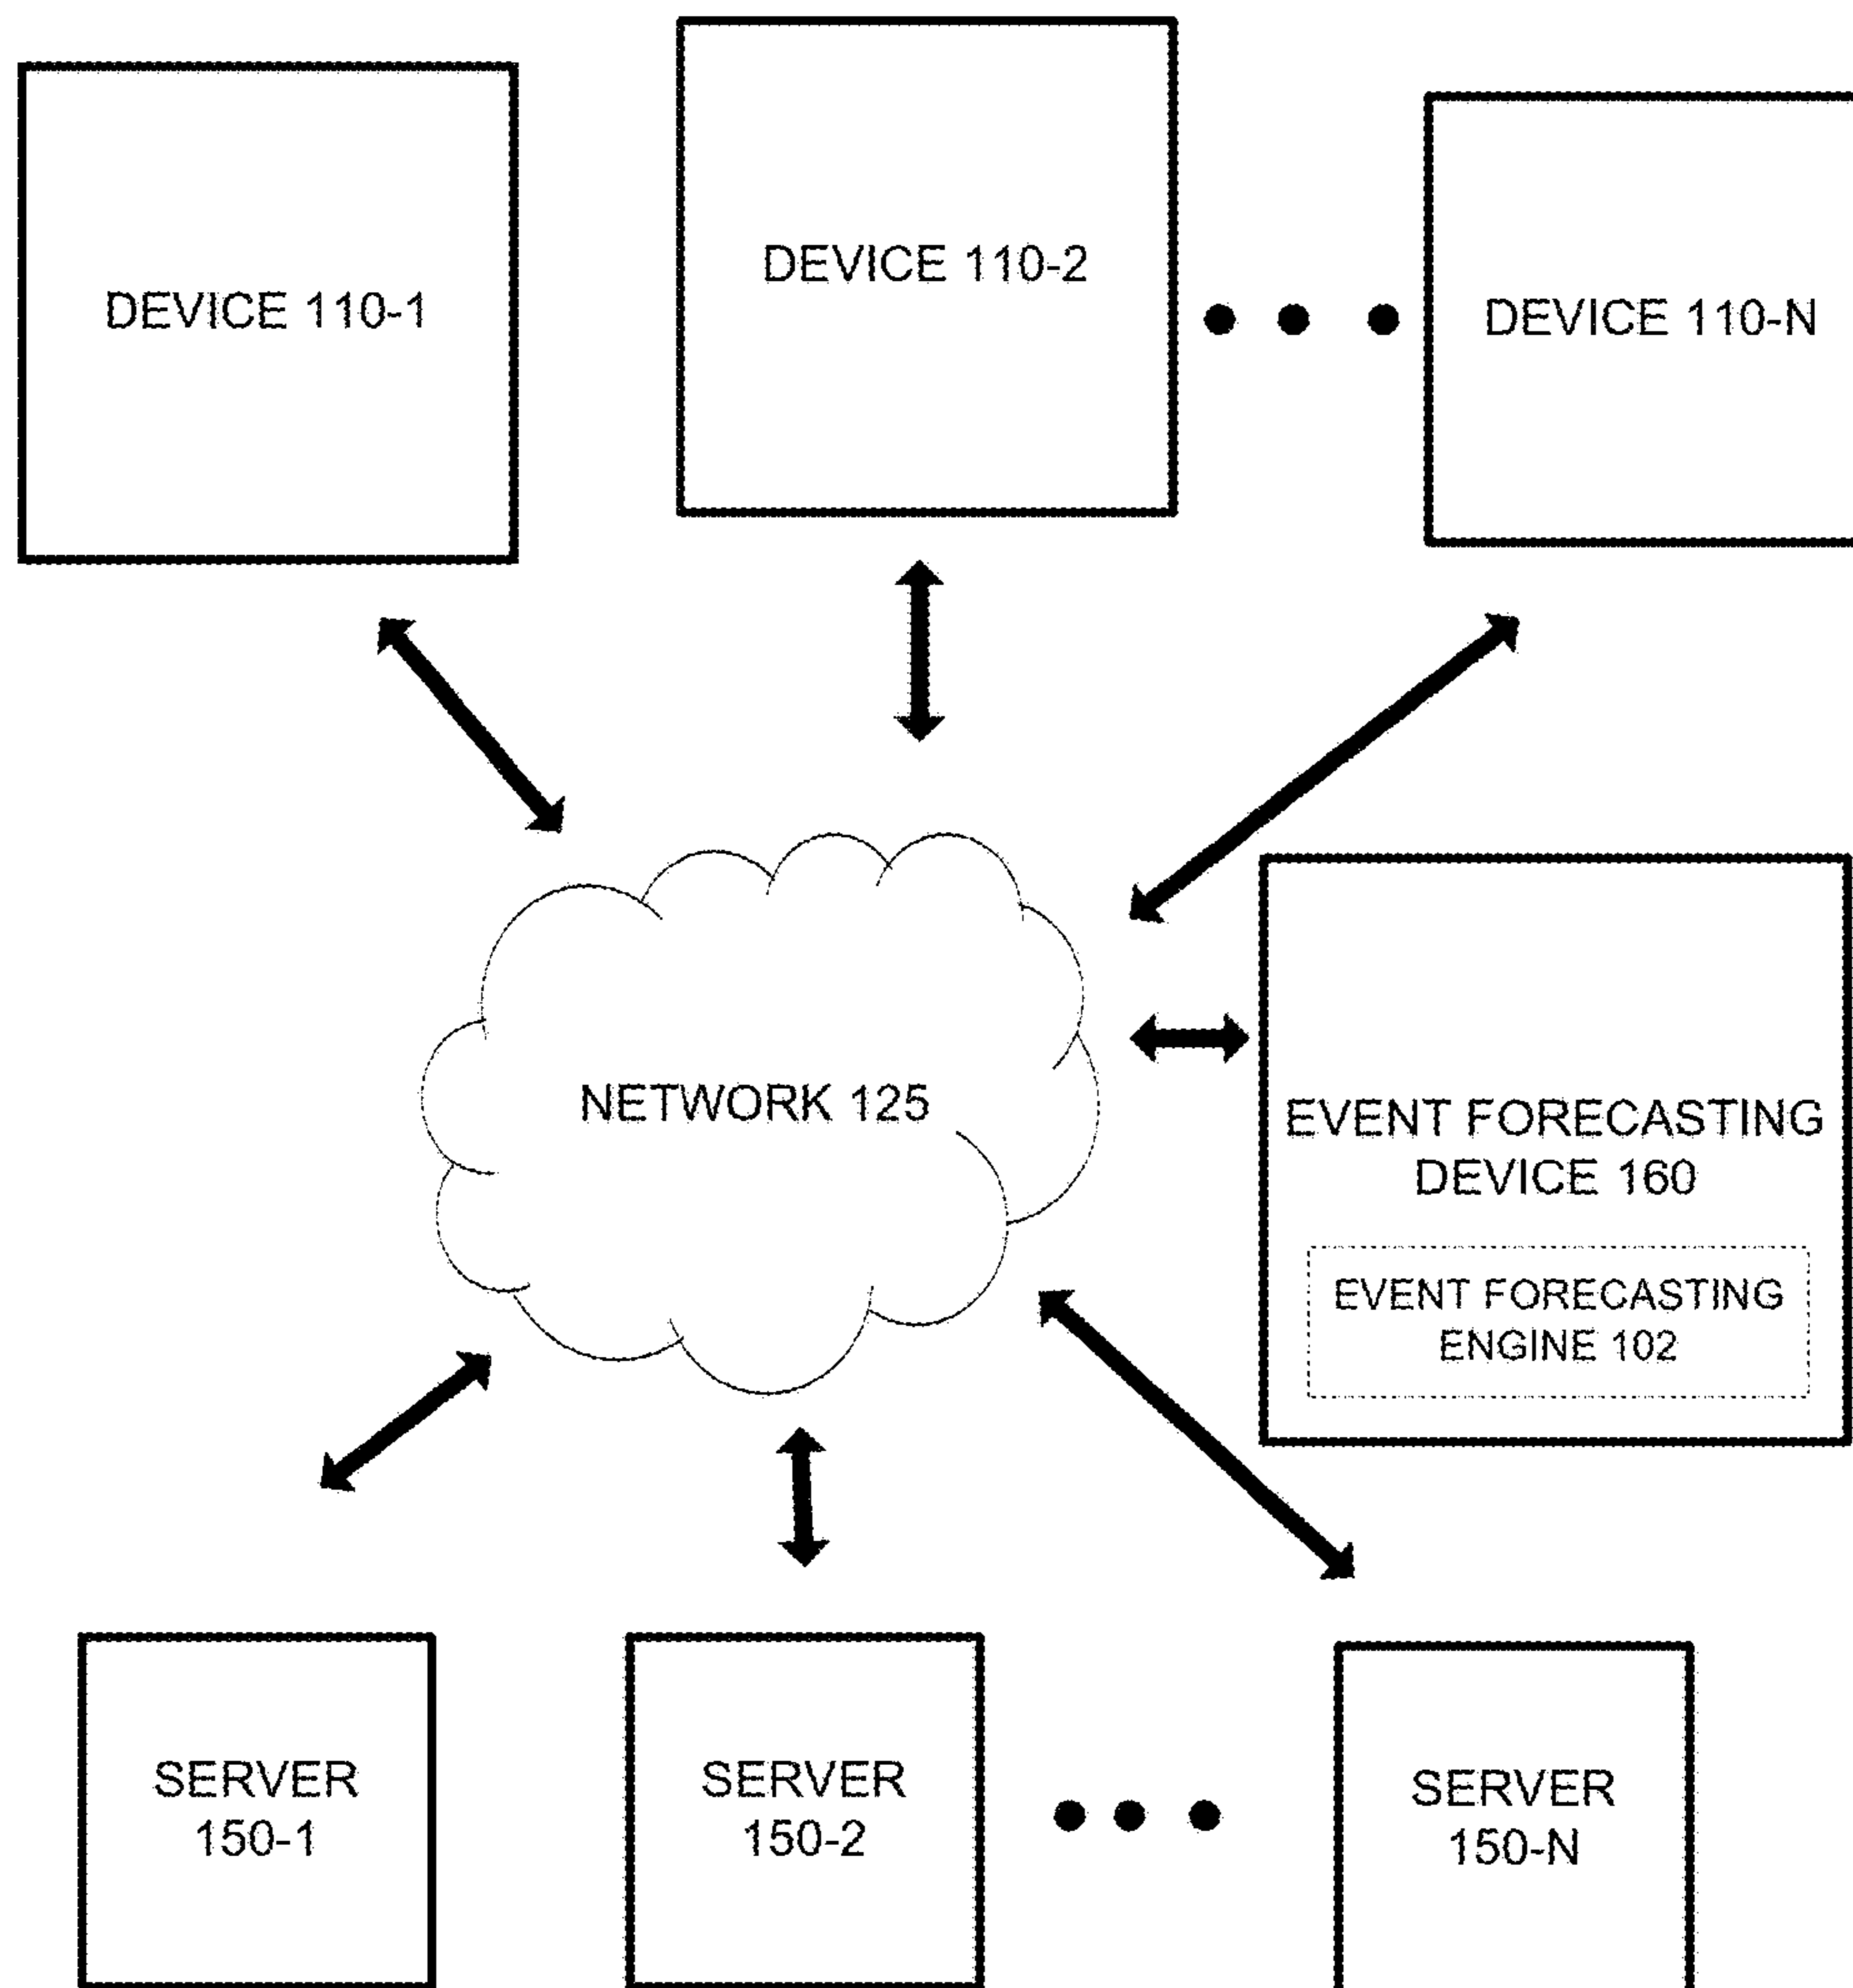 DEVICE 110-1
DEVICE 110-2
DEVICE 110-N
NETWORK 125
EVENT FORECASTING
DEVICE 160
EVENT FORECASTING
ENGINE 102
SERVER
150-1
SERVER
150-2
SERVER
150-N